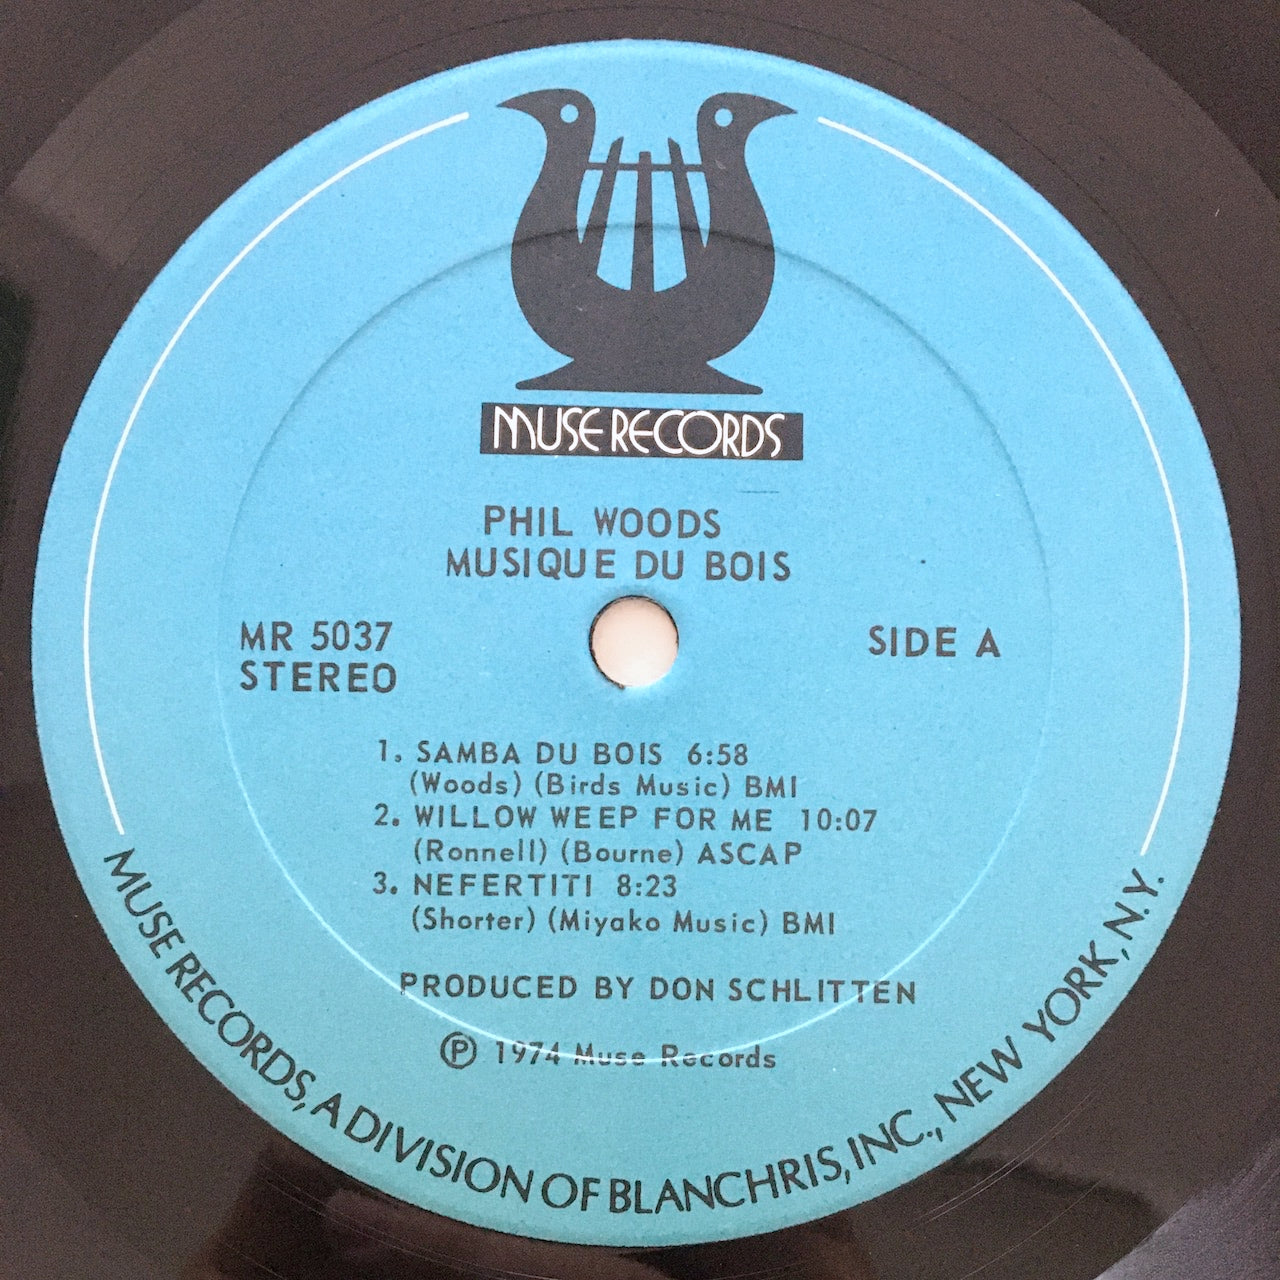 MUSE RECORDS
PHIL WOODS
MUSIQUE DU BOIS
MR 5037
STEREO
SIDE A
1. SAMBA DU BOIS 6:58
(Woods) (Birds Music) BMI
2. WILLOW WEEP FOR ME 10:07
(Ronnell) (Bourne) ASCAP
3. NEFERTITI 8:23
(Shorter) (Miyako Music) BMI
PRODUCED BY DON SCHLITTEN
Ⓟ 1974 Muse Records
MUSE RECORDS, A DIVISION OF BLANCHRIS, INC., NEW YORK, N.Y.